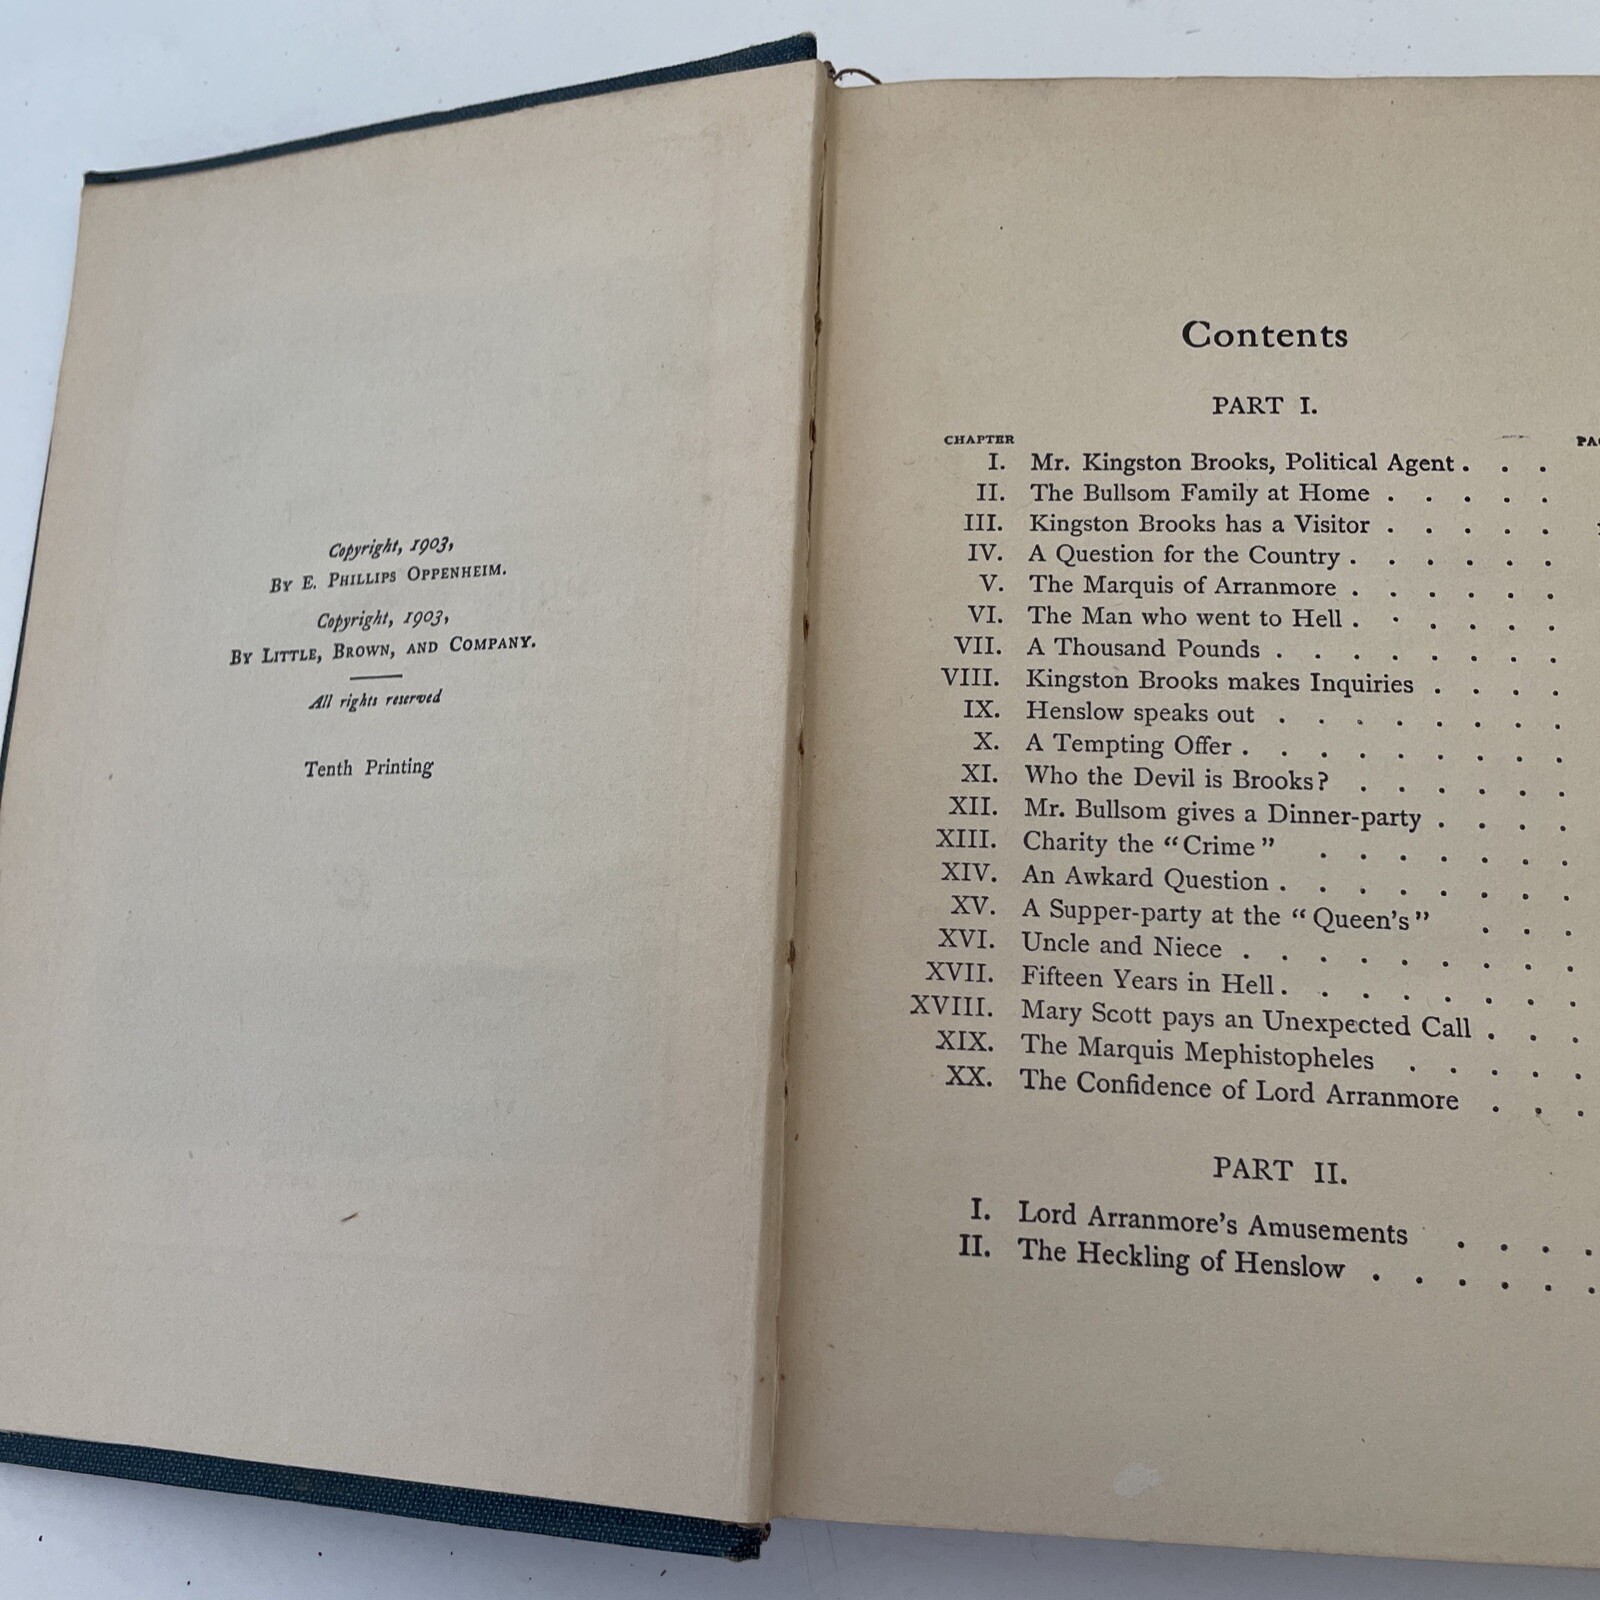 Copyright, 1903,
By E. Phillips Oppenheim.
Copyright, 1903,
By Little, Brown, and Company.
All rights reserved
Tenth Printing
Contents
PART I.
CHAPTER
I. Mr. Kingston Brooks, Political Agent . . .
II. The Bullsom Family at Home . . . . .
III. Kingston Brooks has a Visitor . . . . .
IV. A Question for the Country . . . . . .
V. The Marquis of Arranmore . . . . . .
VI. The Man who went to Hell . . . . . .
VII. A Thousand Pounds . . . . . . . .
VIII. Kingston Brooks makes Inquiries . . . .
IX. Henslow speaks out . . . . . . . .
X. A Tempting Offer . . . . . . . . .
XI. Who the Devil is Brooks? . . . . . .
XII. Mr. Bullsom gives a Dinner-party . . . .
XIII. Charity the "Crime" . . . . . . .
XIV. An Awkard Question . . . . . . . .
XV. A Supper-party at the "Queen's" . . .
XVI. Uncle and Niece . . . . . . . . .
XVII. Fifteen Years in Hell . . . . . . . .
XVIII. Mary Scott pays an Unexpected Call . . .
XIX. The Marquis Mephistopheles . . . . .
XX. The Confidence of Lord Arranmore . . .
PART II.
I. Lord Arranmore's Amusements . . . .
II. The Heckling of Henslow . . . . . .